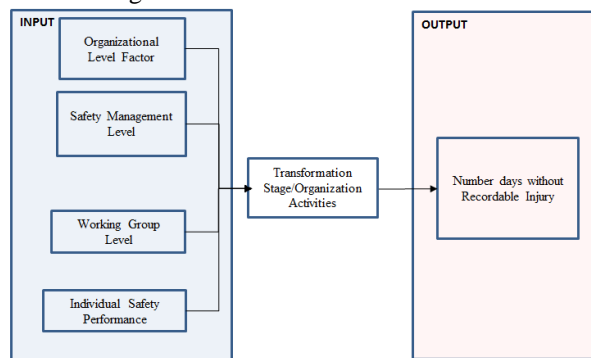 INPUT
Organizational
Level Factor
Safety Management
Level
Working Group
Level
Individual Safety
Performance
Transformation
Stage/Organization
Activities
OUTPUT
Number days without
Recordable Injury